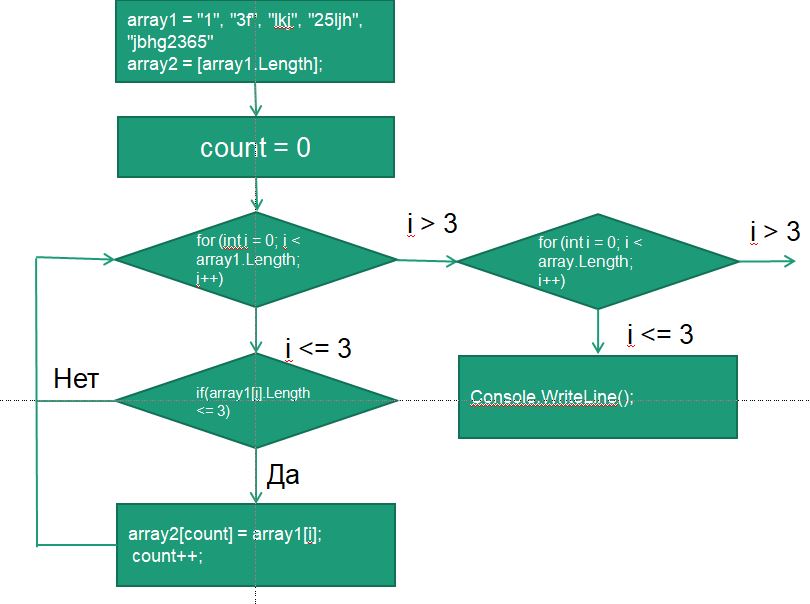 array1 = "1", "3f", "lkj", "25ljh",
"jbhg2365"
array2 = [array1.Length];
count = 0
for (int i = 0; i <
array1.Length;
i++)
i > 3
for (int i = 0; i <
array.Length;
i++)
i > 3
i <= 3
i <= 3
Нет
if(array1[i].Length
<= 3)
Console.WriteLine();
Да
array2[count] = array1[i];
count++;